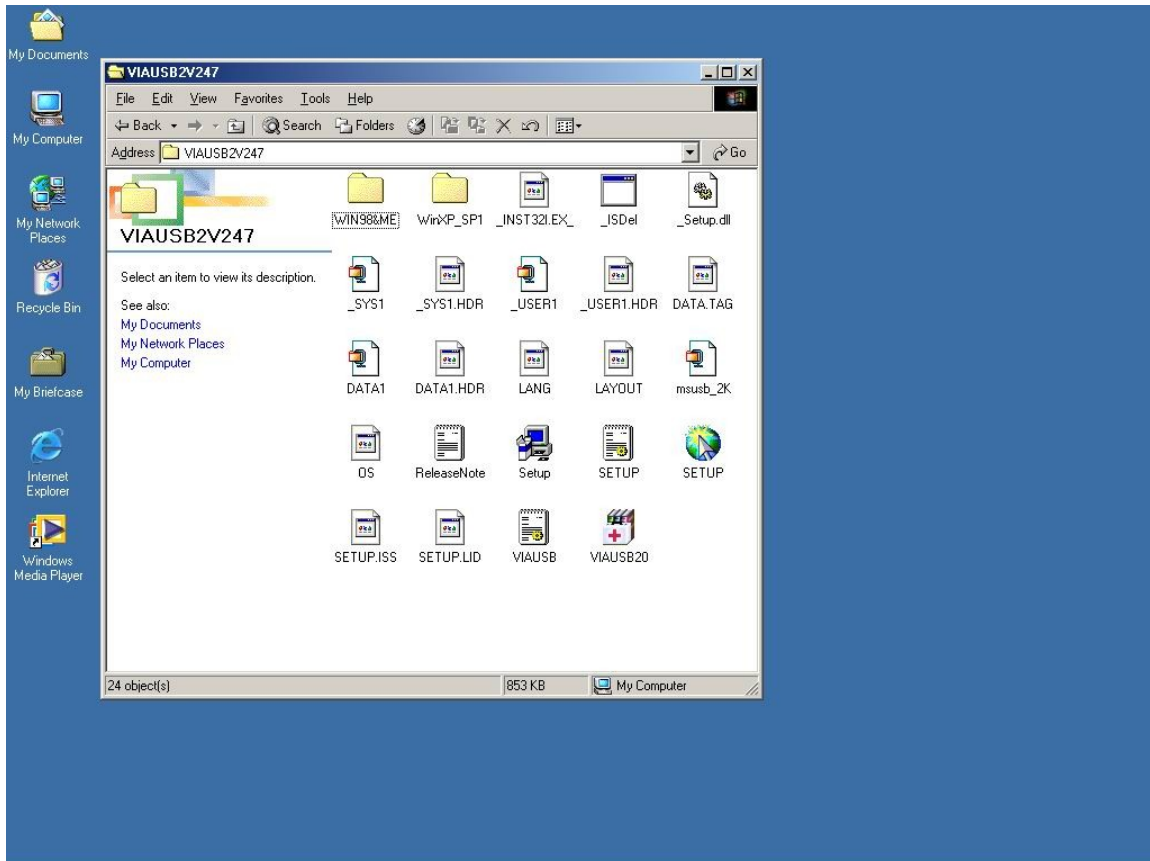 My Documents
My Computer
My Network
Places
Recycle Bin
My Briefcase
Internet
Explorer
Windows
Media Player
VIAUSB2V247
File Edit View Favorites Tools Help
Back Search Folders
Address VIAUSB2V247 Go
VIAUSB2V247
Select an item to view its description.
See also:
My Documents
My Network Places
My Computer
WIN98&ME WinXP_SP1 _INST32I.EX_ _ISDel _Setup.dll
_SYS1 _SYS1.HDR _USER1 _USER1.HDR DATA.TAG
DATA1 DATA1.HDR LANG LAYOUT msusb_2K
OS ReleaseNote Setup SETUP SETUP
SETUP.ISS SETUP.LID VIAUSB VIAUSB20
24 object(s) 853 KB My Computer